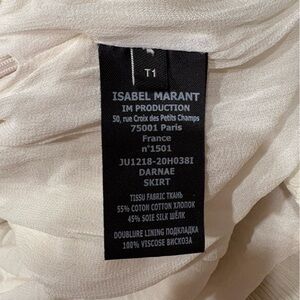 T1
ISABEL MARANT
IM PRODUCTION
50, rue Croix des Petits Champs
75001 Paris
France
n°1501
JU1218-20H038I
DARNAE
SKIRT
TISSU FABRIC ТКАНЬ
55% COTON COTTON ХЛОПОК
45% SOIE SILK ШЁЛК
DOUBLURE LINING ПОДКЛАДКА
100% VISCOSE ВИСКОЗА